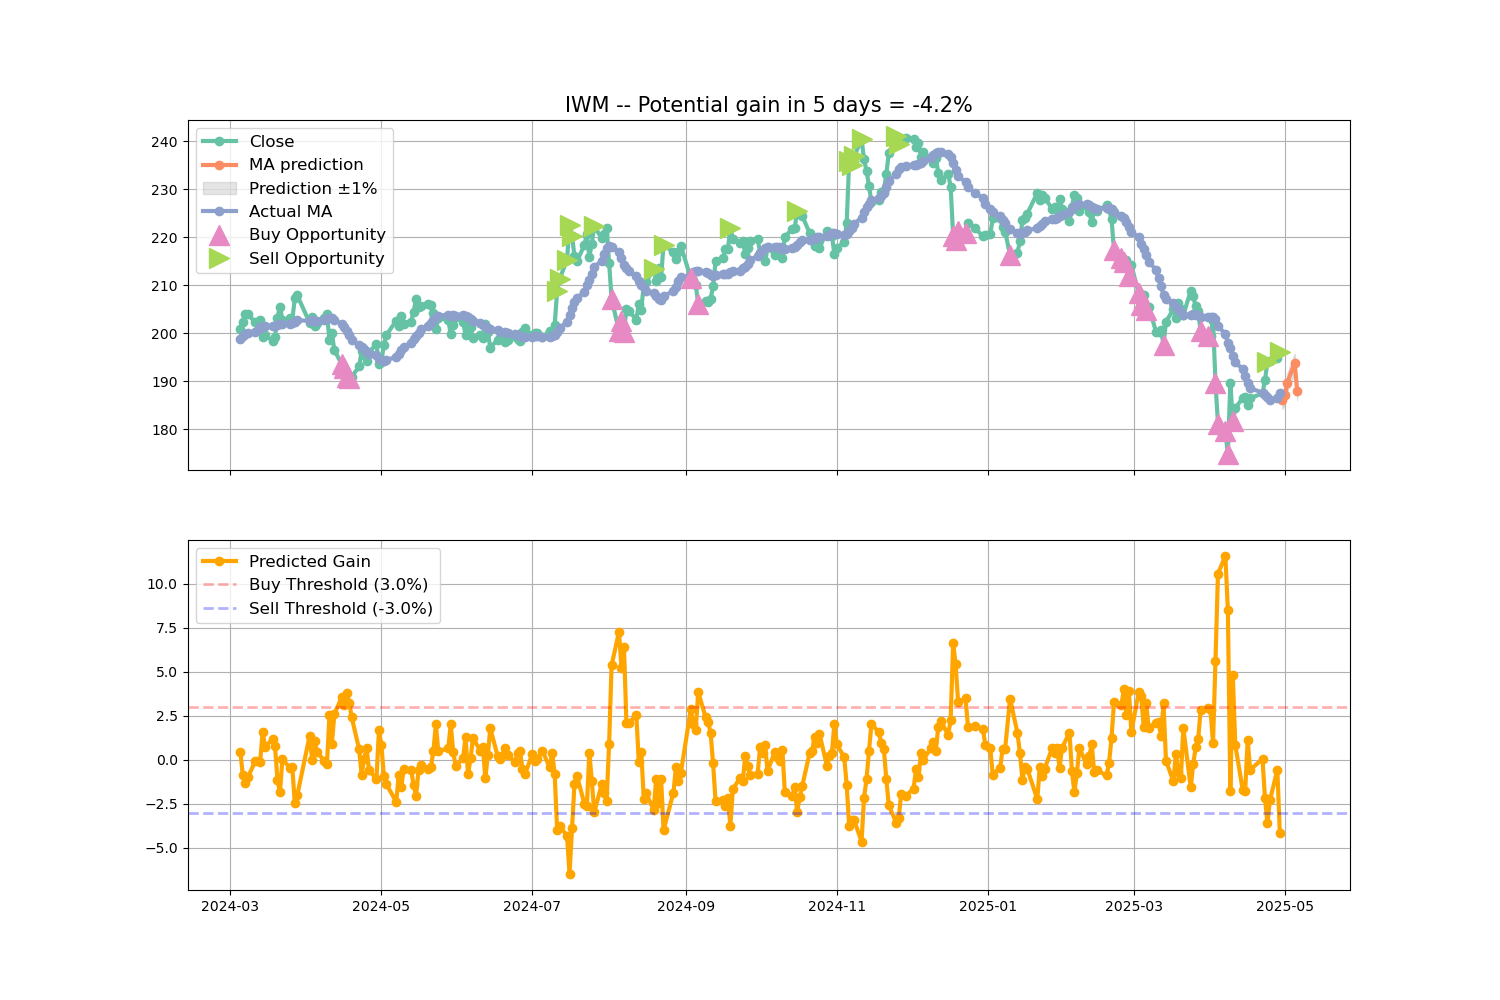 IWM -- Potential gain in 5 days = -4.2%
240
230
220
210
200
190
180
Close
MA prediction
Prediction ±1%
Actual MA
Buy Opportunity
Sell Opportunity
10.0
7.5
5.0
2.5
0.0
−2.5
−5.0
Predicted Gain
Buy Threshold (3.0%)
Sell Threshold (-3.0%)
2024-03
2024-05
2024-07
2024-09
2024-11
2025-01
2025-03
2025-05